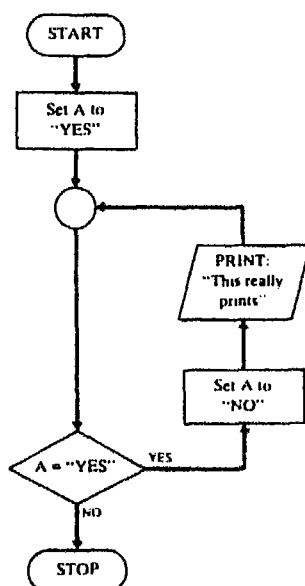 START
Set A to
"YES"
PRINT:
"This really
prints"
Set A to
"NO"
A = "YES"
YES
NO
STOP